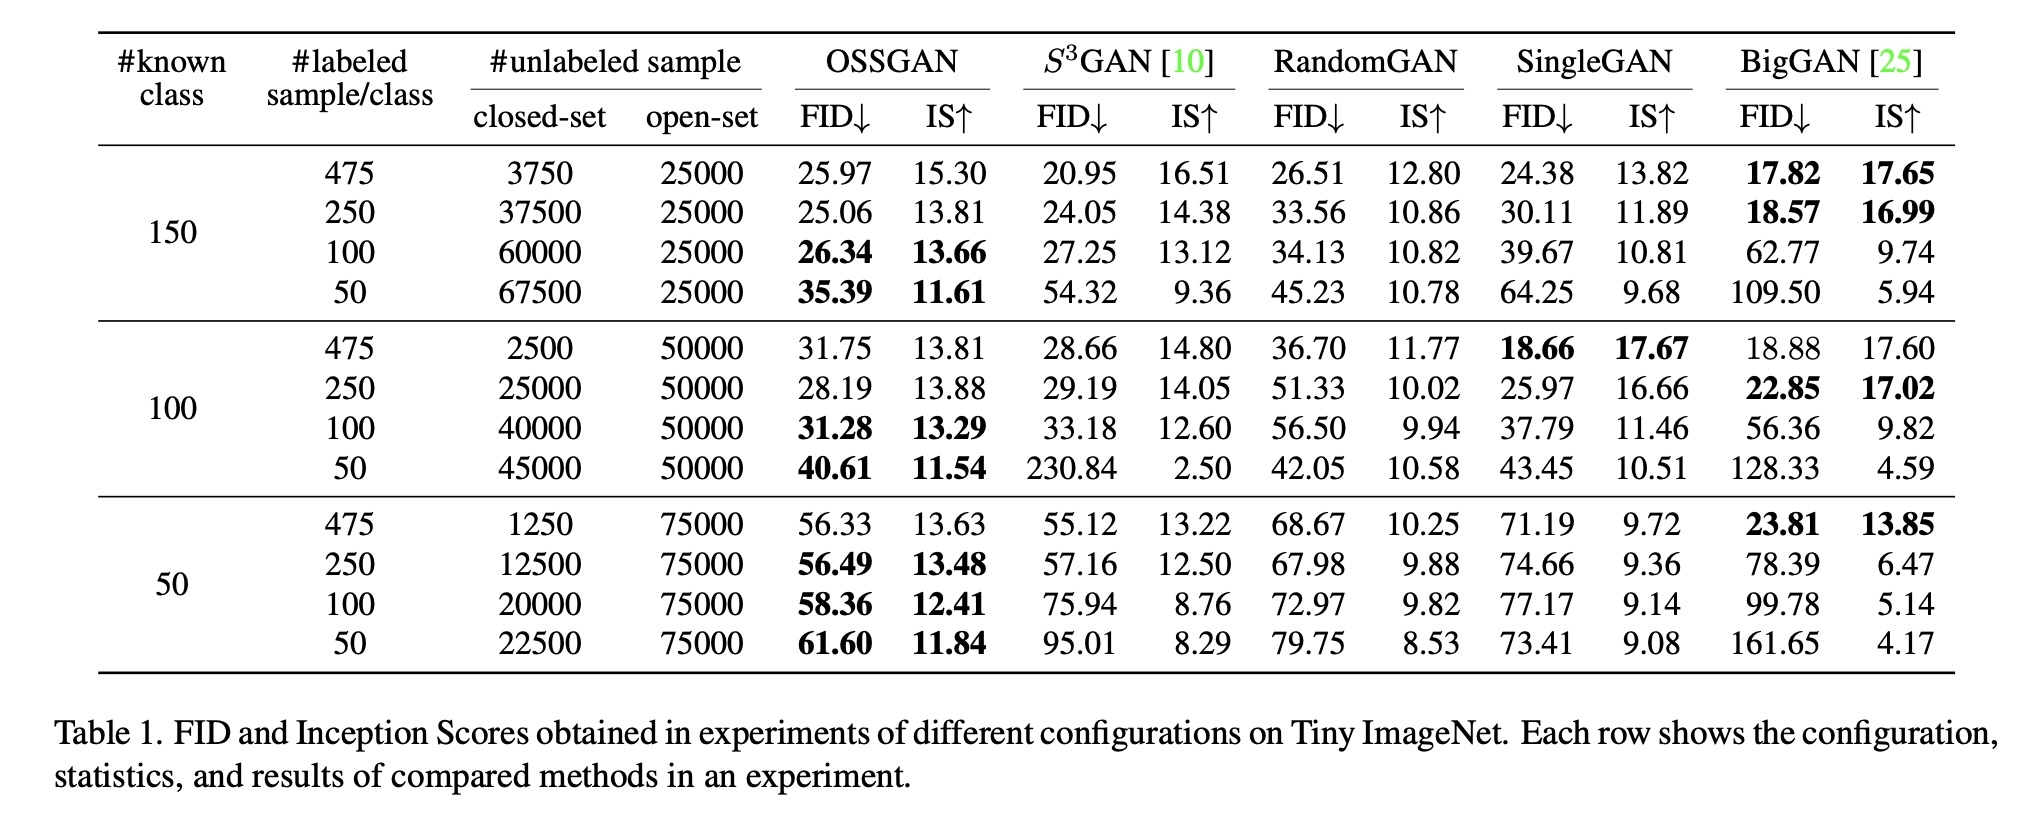 #known #labeled #unlabeled sample OSSGAN S³GAN [10] RandomGAN SingleGAN BigGAN [25]
class sample/class closed-set open-set FID↓ IS↑ FID↓ IS↑ FID↓ IS↑ FID↓ IS↑ FID↓ IS↑
475 3750 25000 25.97 15.30 20.95 16.51 26.51 12.80 24.38 13.82 17.82 17.65
250 37500 25000 25.06 13.81 24.05 14.38 33.56 10.86 30.11 11.89 18.57 16.99
150
100 60000 25000 26.34 13.66 27.25 13.12 34.13 10.82 39.67 10.81 62.77 9.74
50 67500 25000 35.39 11.61 54.32 9.36 45.23 10.78 64.25 9.68 109.50 5.94
475 2500 50000 31.75 13.81 28.66 14.80 36.70 11.77 18.66 17.67 18.88 17.60
250 25000 50000 28.19 13.88 29.19 14.05 51.33 10.02 25.97 16.66 22.85 17.02
100
100 40000 50000 31.28 13.29 33.18 12.60 56.50 9.94 37.79 11.46 56.36 9.82
50 45000 50000 40.61 11.54 230.84 2.50 42.05 10.58 43.45 10.51 128.33 4.59
475 1250 75000 56.33 13.63 55.12 13.22 68.67 10.25 71.19 9.72 23.81 13.85
250 12500 75000 56.49 13.48 57.16 12.50 67.98 9.88 74.66 9.36 78.39 6.47
50
100 20000 75000 58.36 12.41 75.94 8.76 72.97 9.82 77.17 9.14 99.78 5.14
50 22500 75000 61.60 11.84 95.01 8.29 79.75 8.53 73.41 9.08 161.65 4.17
Table 1. FID and Inception Scores obtained in experiments of different configurations on Tiny ImageNet. Each row shows the configuration,
statistics, and results of compared methods in an experiment.